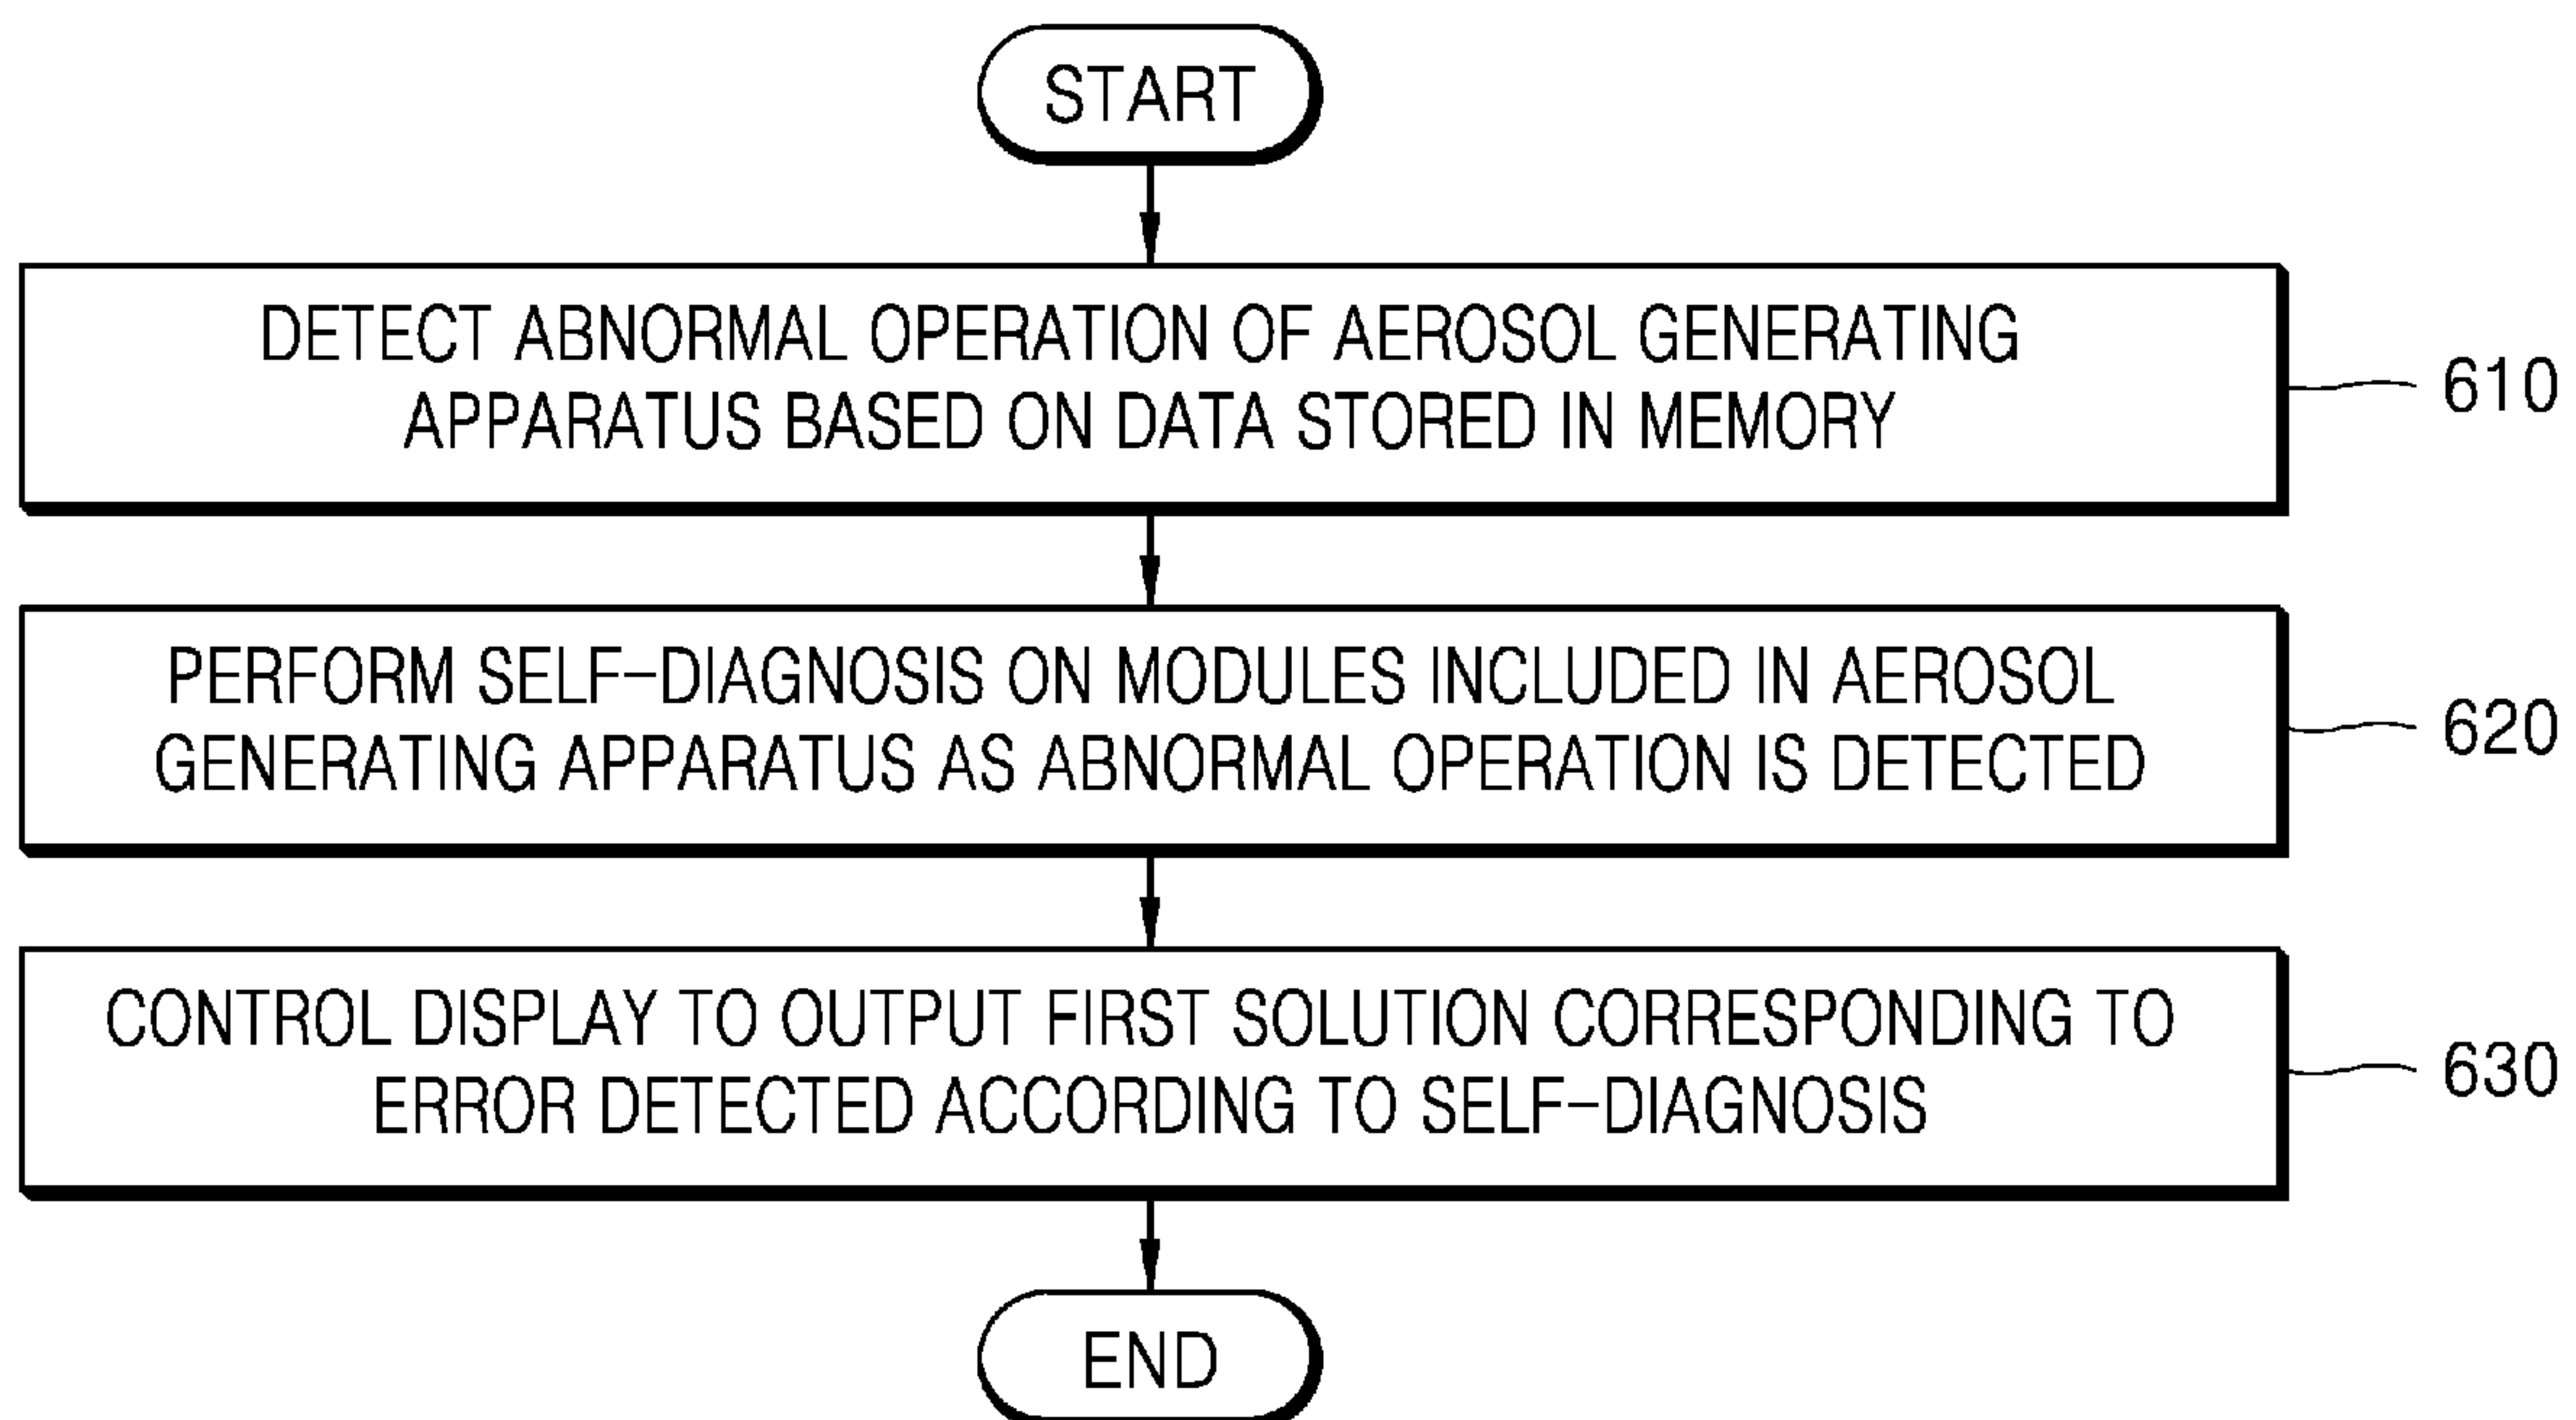 START
DETECT ABNORMAL OPERATION OF AEROSOL GENERATING
APPARATUS BASED ON DATA STORED IN MEMORY
610
PERFORM SELF-DIAGNOSIS ON MODULES INCLUDED IN AEROSOL
GENERATING APPARATUS AS ABNORMAL OPERATION IS DETECTED
620
CONTROL DISPLAY TO OUTPUT FIRST SOLUTION CORRESPONDING TO
ERROR DETECTED ACCORDING TO SELF-DIAGNOSIS
630
END